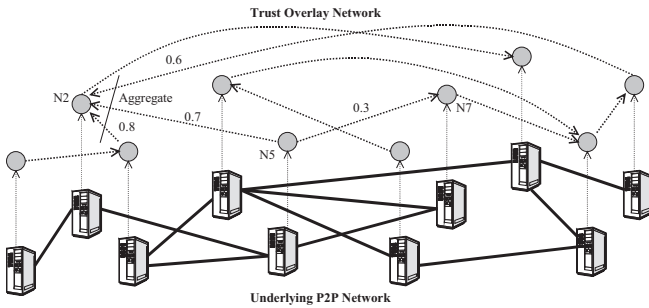 Trust Overlay Network
0.6
N2
Aggregate
0.3
0.7
N7
0.8
N5
Underlying P2P Network